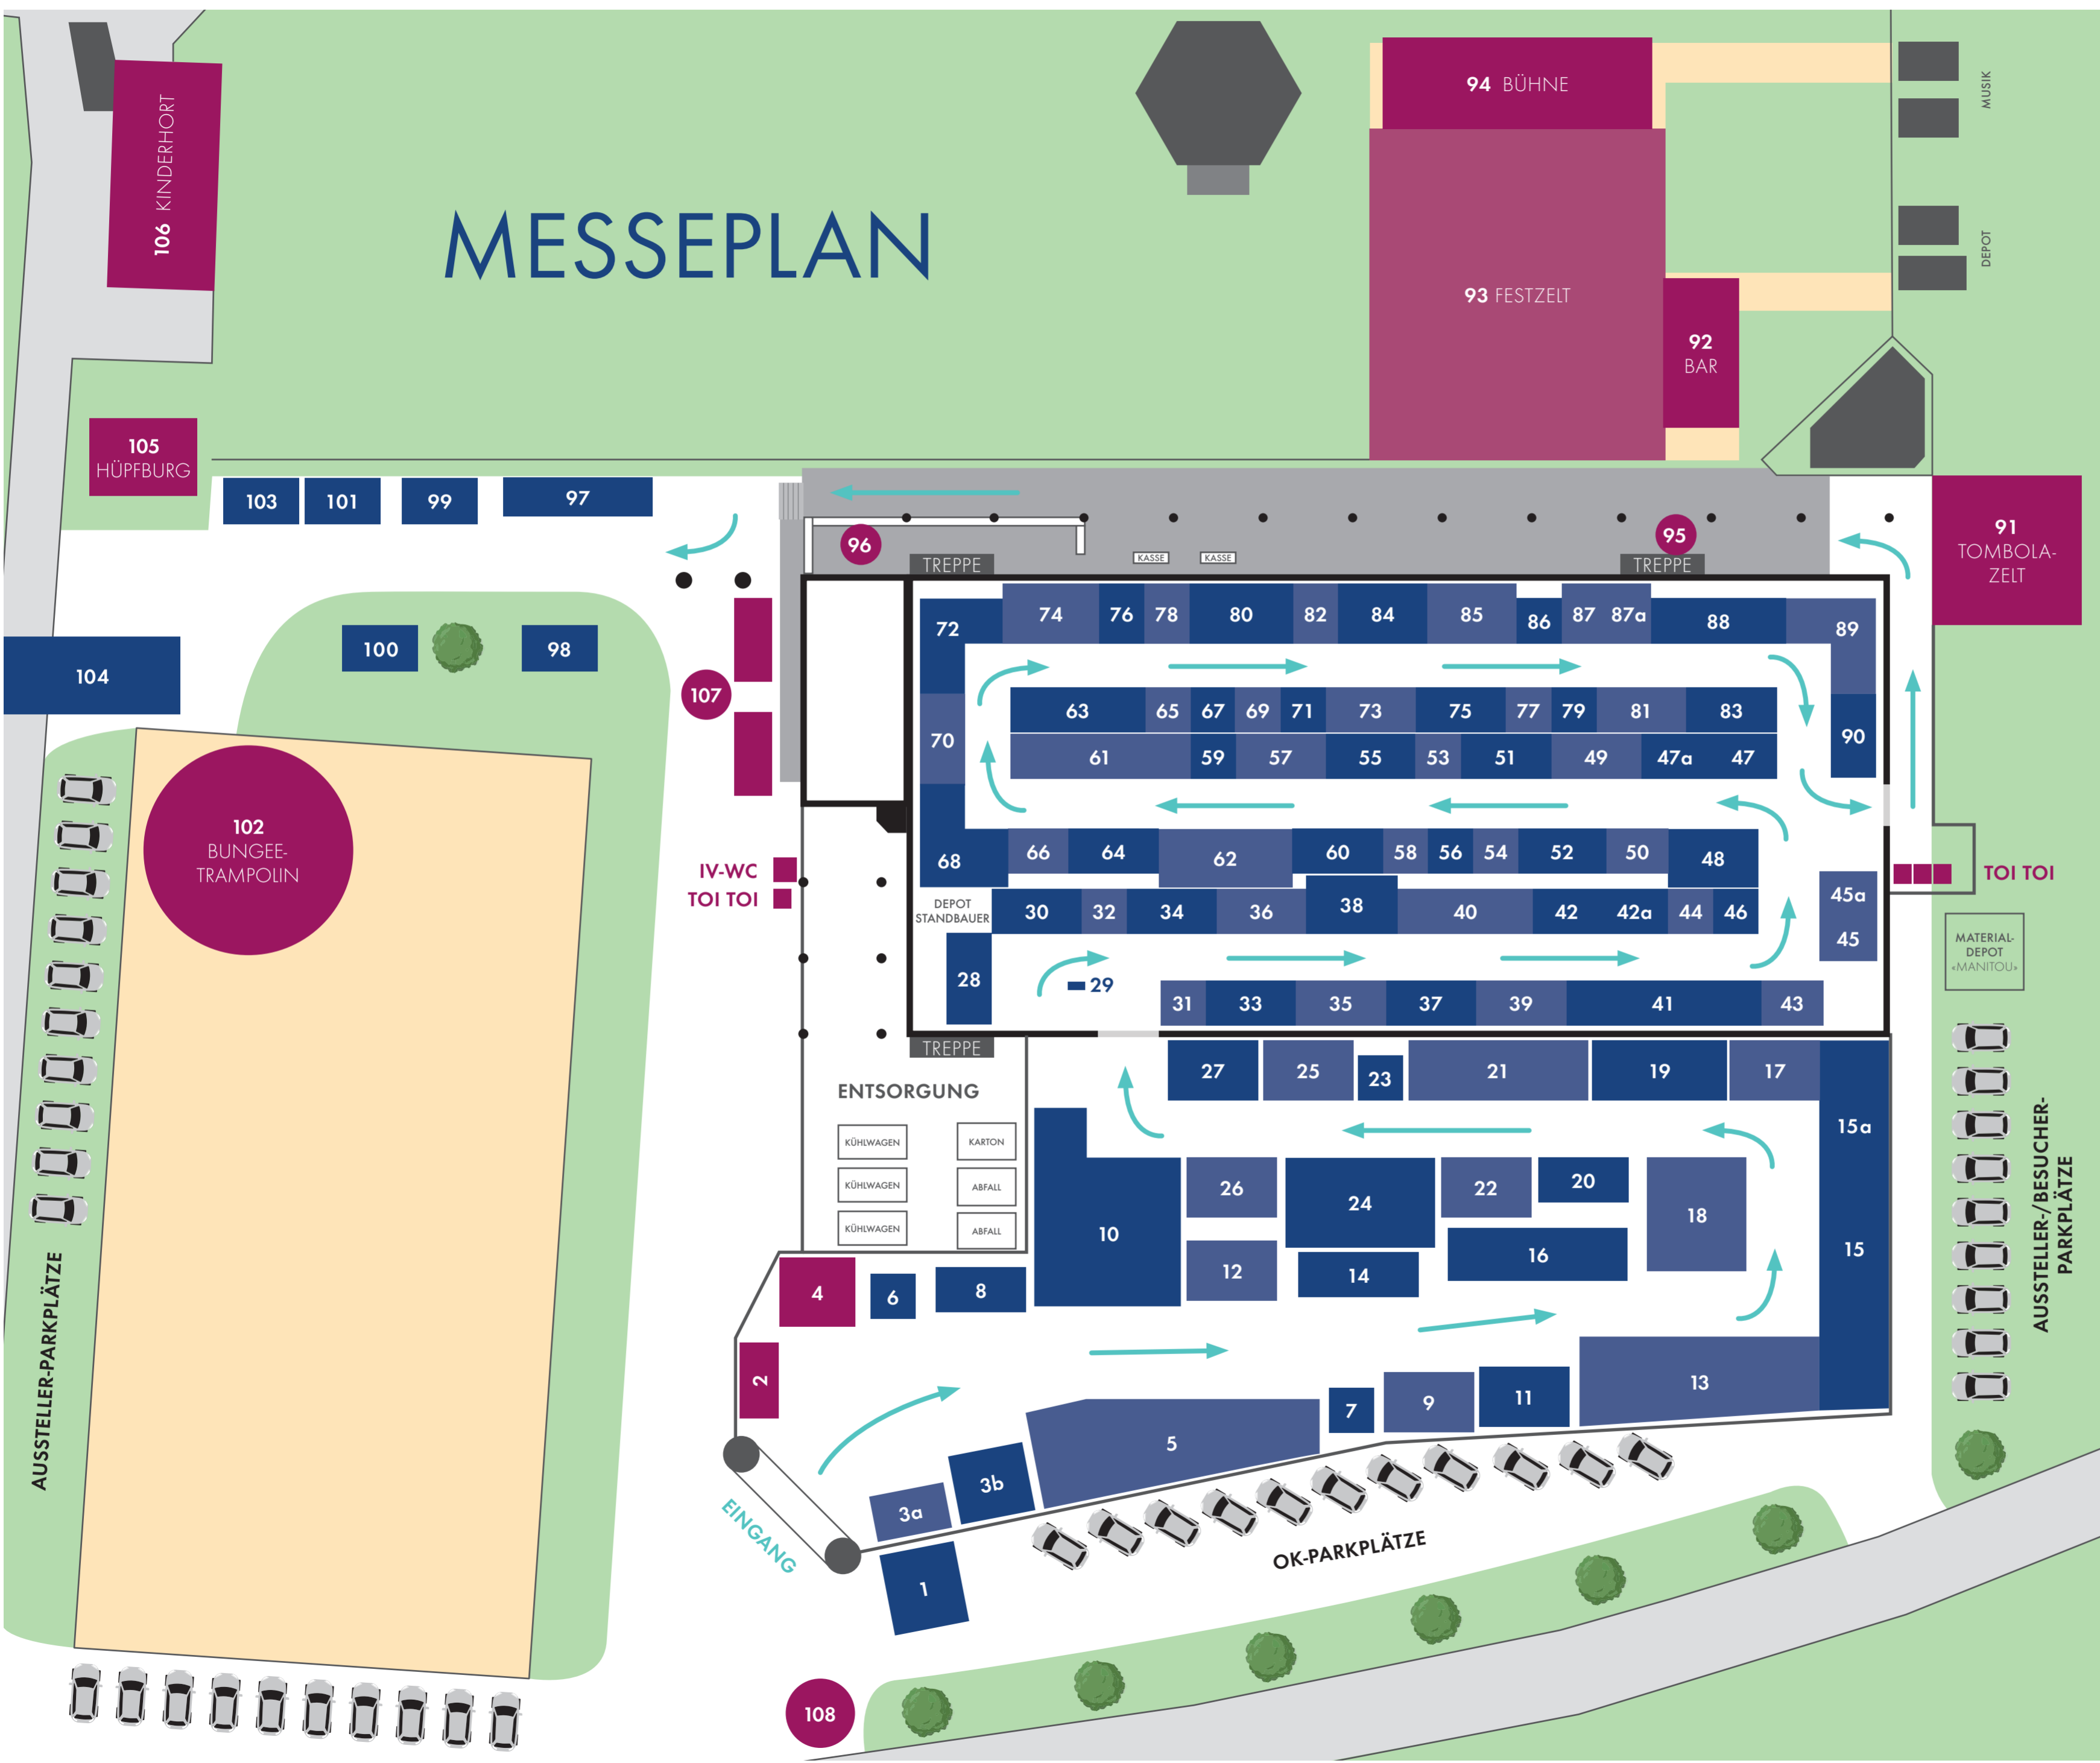 MESSEPLAN
106 KINDERHORT
94 BÜHNE
93 FESTZELT
92
BAR
MUSIK
DEPOT
105
HÜPFBURG
103
101
99
97
96
95
91
TOMBOLA-
ZELT
TREPPE
KASSE
KASSE
TREPPE
104
100
98
107
72
74
76
78
80
82
84
85
86
87
87a
88
89
63
65
67
69
71
73
75
77
79
81
83
70
61
59
57
55
53
51
49
47a
47
90
102
BUNGEE-
TRAMPOLIN
68
66
64
62
60
58
56
54
52
50
48
IV-WC
TOI TOI
TOI TOI
DEPOT
STANDBAUER
30
32
34
36
38
40
42
42a
44
46
45a
45
MATERIAL-
DEPOT
«MANITOU»
28
29
31
33
35
37
39
41
43
TREPPE
ENTSORGUNG
KÜHLWAGEN
KARTON
KÜHLWAGEN
ABFALL
KÜHLWAGEN
ABFALL
27
25
23
21
19
17
15a
15
10
26
24
22
20
18
12
14
16
4
6
8
2
13
11
9
7
5
3b
3a
1
EINGANG
108
AUSSTELLER-PARKPLÄTZE
OK-PARKPLÄTZE
AUSSTELLER-/BESUCHER-
PARKPLÄTZE